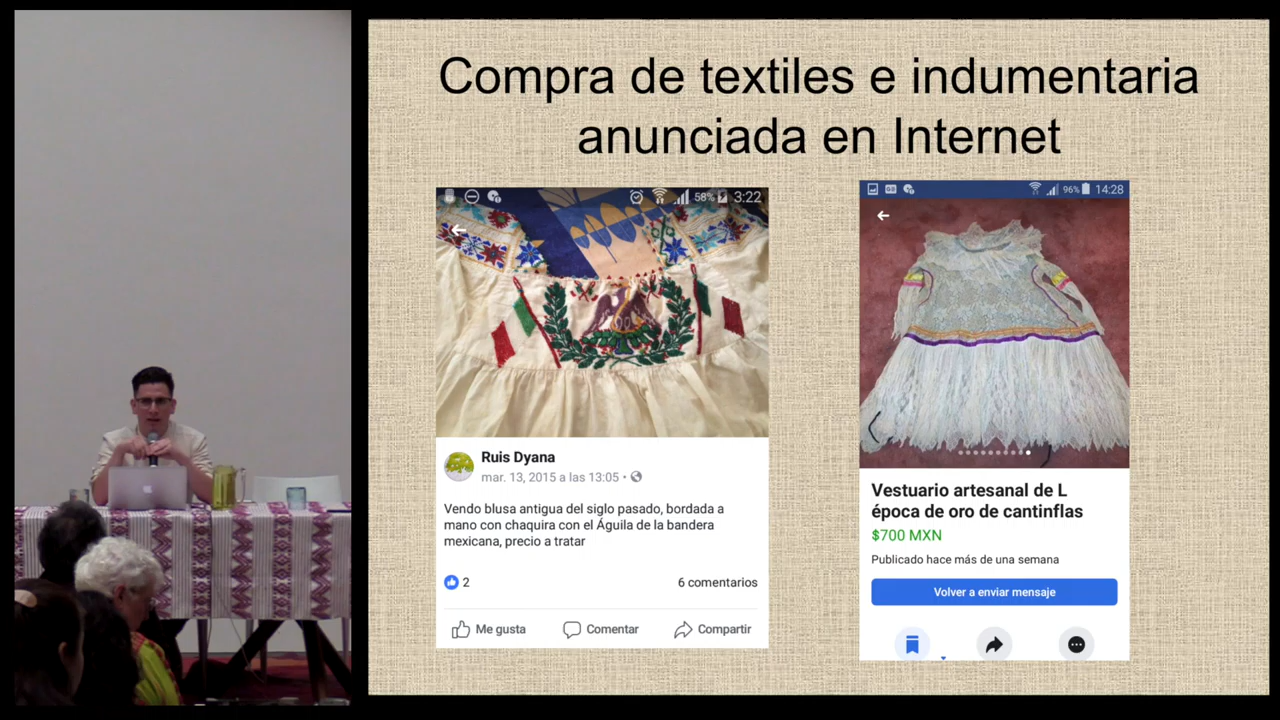 Compra de textiles e indumentaria
anunciada en Internet
58% 3:22
Ruis Dyana
mar. 13, 2015 a las 13:05 •
Vendo blusa antigua del siglo pasado, bordada a
mano con chaquira con el Águila de la bandera
mexicana, precio a tratar
2 6 comentarios
Me gusta Comentar Compartir
96% 14:28
Vestuario artesanal de L
época de oro de cantinflas
$700 MXN
Publicado hace más de una semana
Volver a enviar mensaje